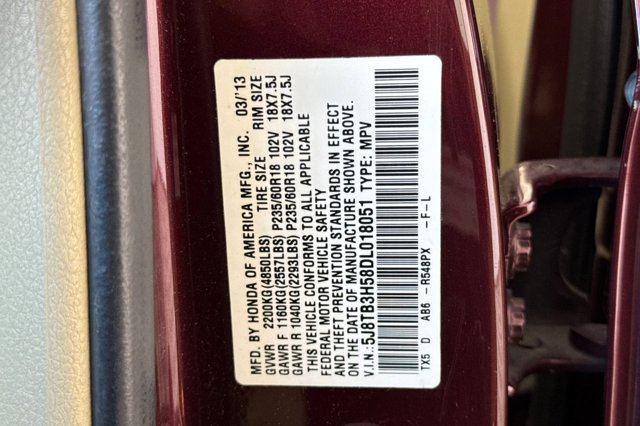 MFD. BY HONDA OF AMERICA MFG., INC. 03/'13
GVWR 2200KG(4850LBS) TIRE SIZE RIM SIZE
GAWR F 1160KG(2557LBS) P235/60R18 102V 18X7.5J
GAWR R 1040KG(2293LBS) P235/60R18 102V 18X7.5J
THIS VEHICLE CONFORMS TO ALL APPLICABLE
FEDERAL MOTOR VEHICLE SAFETY
AND THEFT PREVENTION STANDARDS IN EFFECT
ON THE DATE OF MANUFACTURE SHOWN ABOVE.
V.I.N.: 5J8TB3H58DL018051 TYPE: MPV
TX5 D AB6 -R548PX -F-L